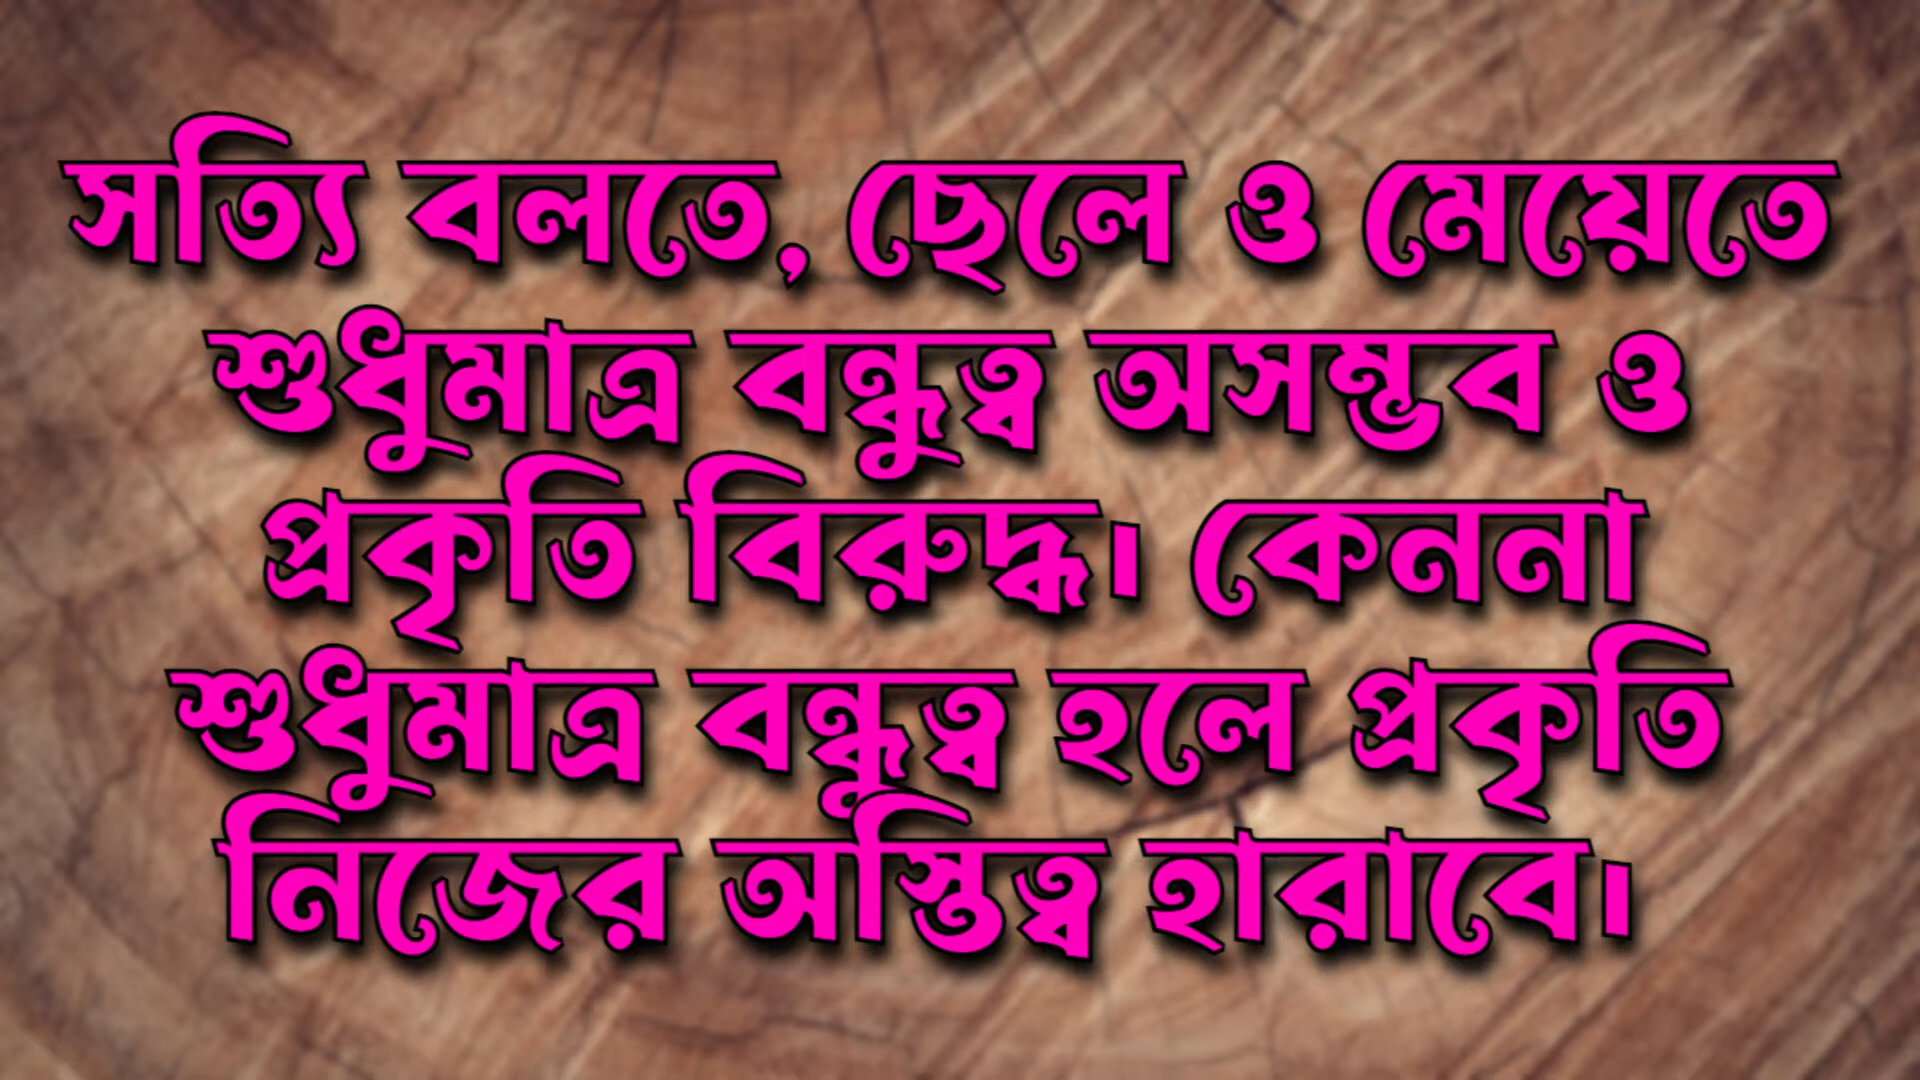 সত্যি বলতে, ছেলে ও মেয়েতে
শুধুমাত্র বন্ধুত্ব অসম্ভব ও
প্রকৃতি বিরুদ্ধ। কেননা
শুধুমাত্র বন্ধুত্ব হলে প্রকৃতি
নিজের অস্তিত্ব হারাবে।